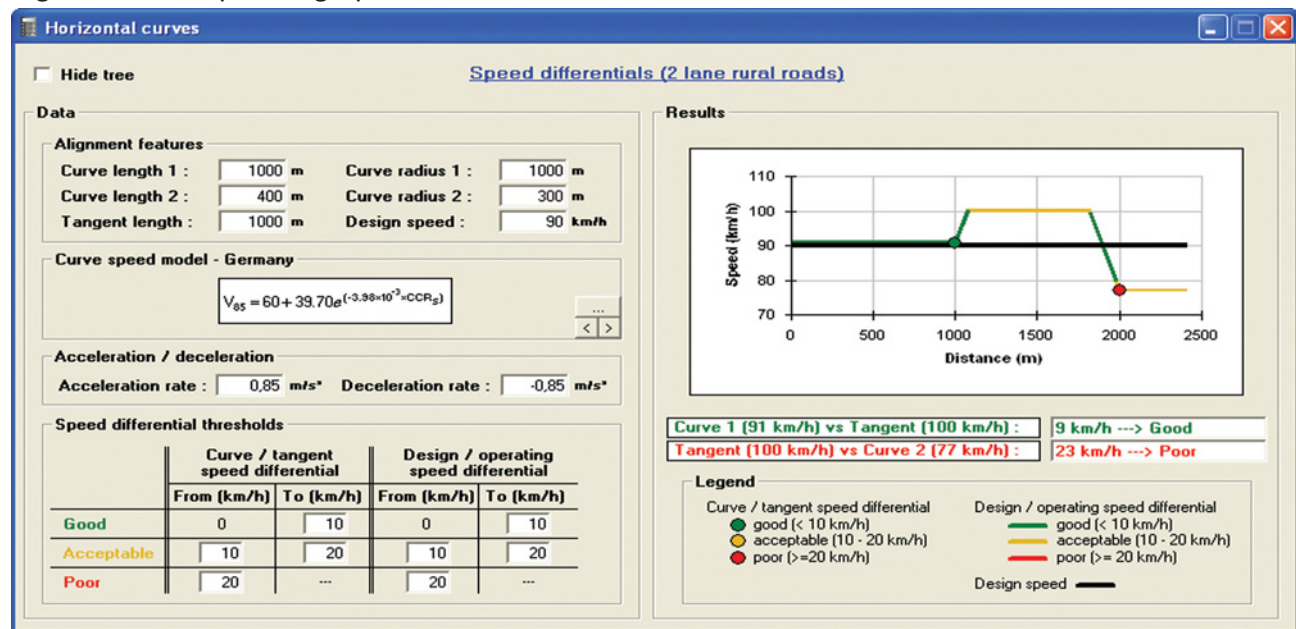 Horizontal curves
Hide tree
Speed differentials (2 lane rural roads)
Data
Alignment features
Curve length 1 : 1000 m Curve radius 1 : 1000 m
Curve length 2 : 400 m Curve radius 2 : 300 m
Tangent length : 1000 m Design speed : 90 km/h
Curve speed model - Germany
V85 = 60 + 39.70e(-3.98×10-3×CCRS)
...
< >
Acceleration / deceleration
Acceleration rate : 0,85 m/s² Deceleration rate : -0,85 m/s²
Speed differential thresholds
Curve / tangent speed differential Design / operating speed differential
From (km/h) To (km/h) From (km/h) To (km/h)
Good 0 10 0 10
Acceptable 10 20 10 20
Poor 20 --- 20 ---
Results
110
100
90
80
70
Speed (km/h)
0 500 1000 1500 2000 2500
Distance (m)
Curve 1 (91 km/h) vs Tangent (100 km/h) : 9 km/h ---> Good
Tangent (100 km/h) vs Curve 2 (77 km/h) : 23 km/h ---> Poor
Legend
Curve / tangent speed differential Design / operating speed differential
good (< 10 km/h) good (< 10 km/h)
acceptable (10 - 20 km/h) acceptable (10 - 20 km/h)
poor (>=20 km/h) poor (>= 20 km/h)
Design speed